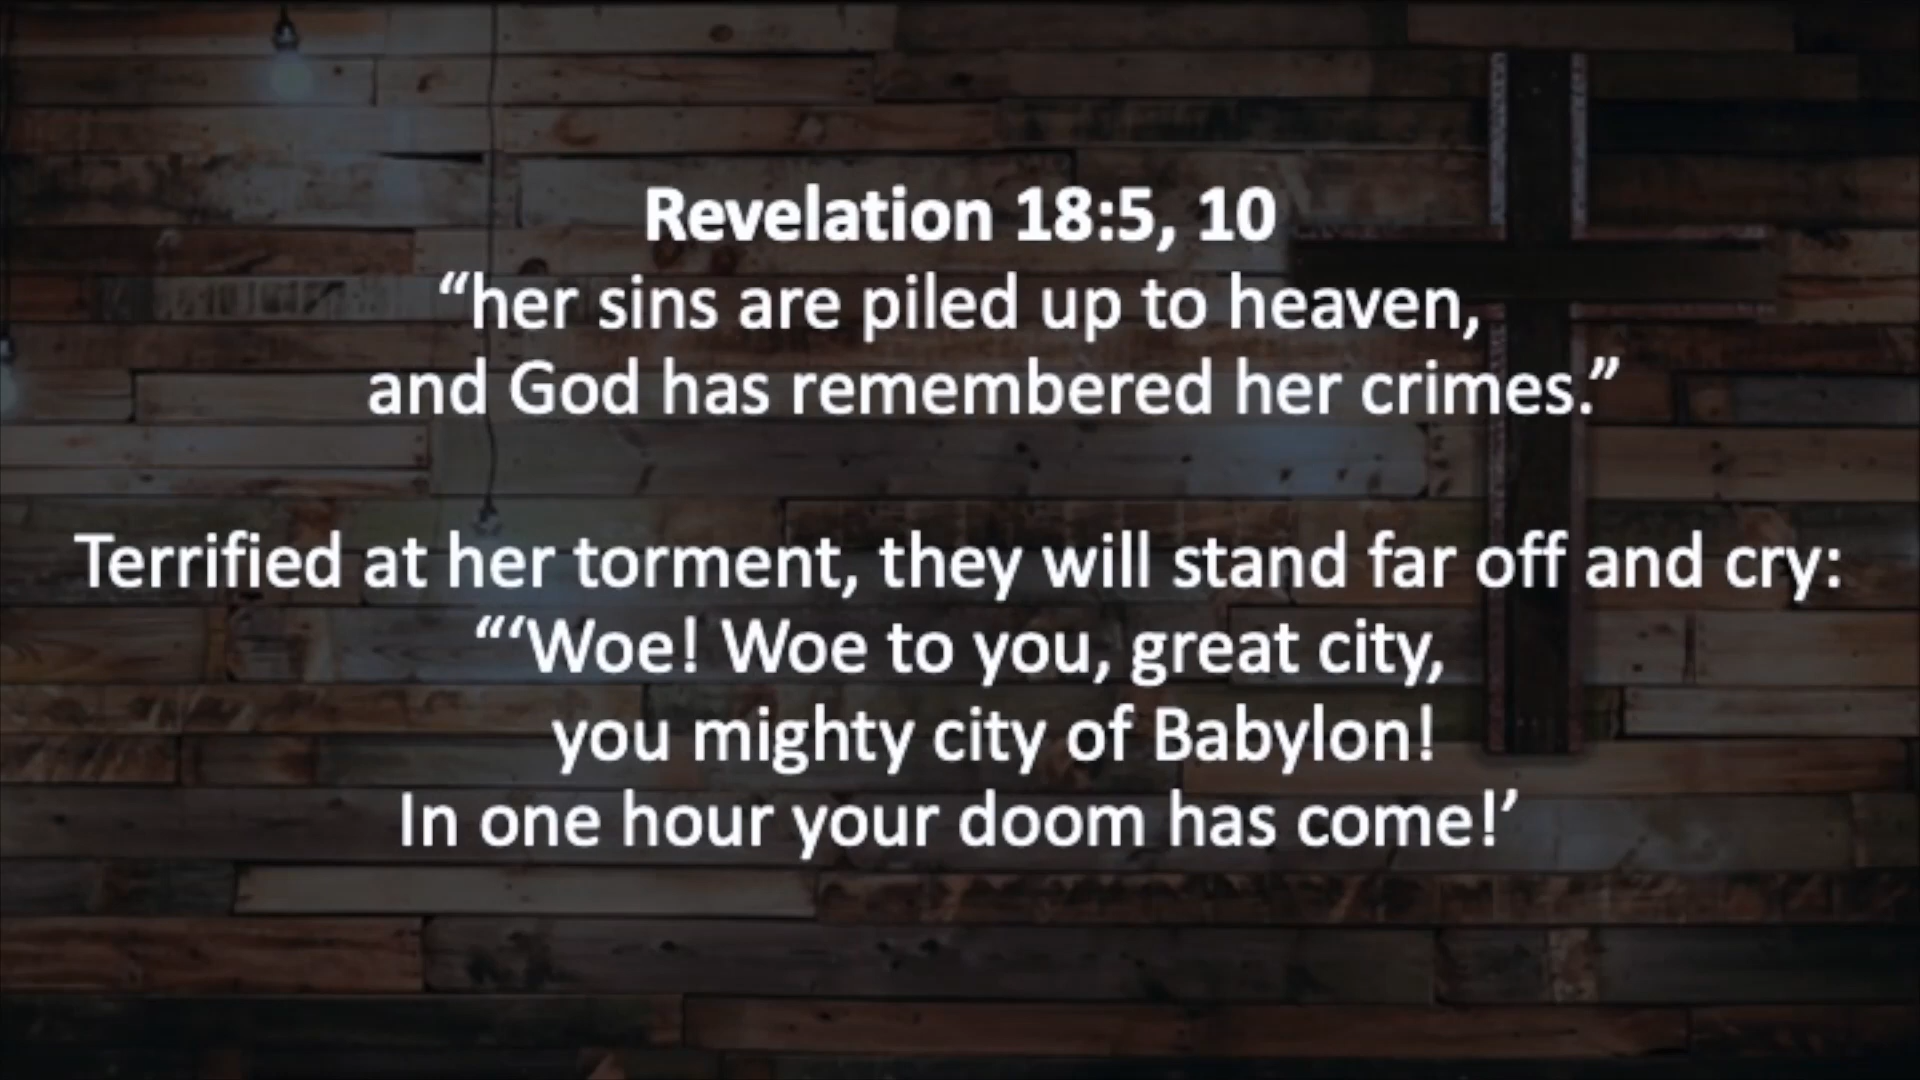 Revelation 18:5, 10
“her sins are piled up to heaven,
and God has remembered her crimes.”
Terrified at her torment, they will stand far off and cry:
“‘Woe! Woe to you, great city,
you mighty city of Babylon!
In one hour your doom has come!’